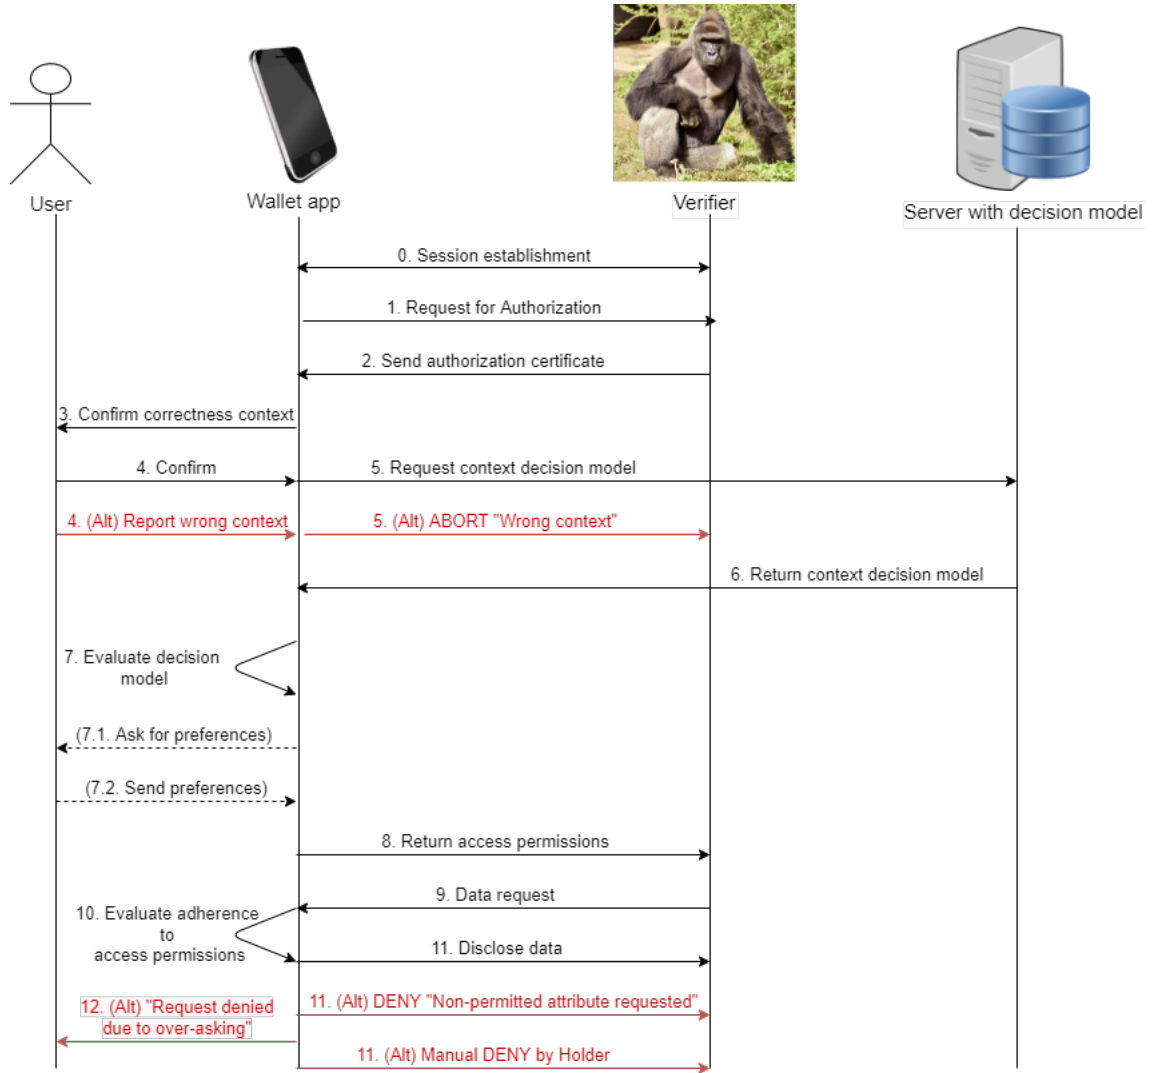 User
Wallet app
Verifier
Server with decision model
0. Session establishment
1. Request for Authorization
2. Send authorization certificate
3. Confirm correctness context
4. Confirm
5. Request context decision model
4. (Alt) Report wrong context
5. (Alt) ABORT "Wrong context"
6. Return context decision model
7. Evaluate decision
model
(7.1. Ask for preferences)
(7.2. Send preferences)
8. Return access permissions
9. Data request
10. Evaluate adherence
to
access permissions
11. Disclose data
11. (Alt) DENY "Non-permitted attribute requested"
12. (Alt) "Request denied
due to over-asking"
11. (Alt) Manual DENY by Holder